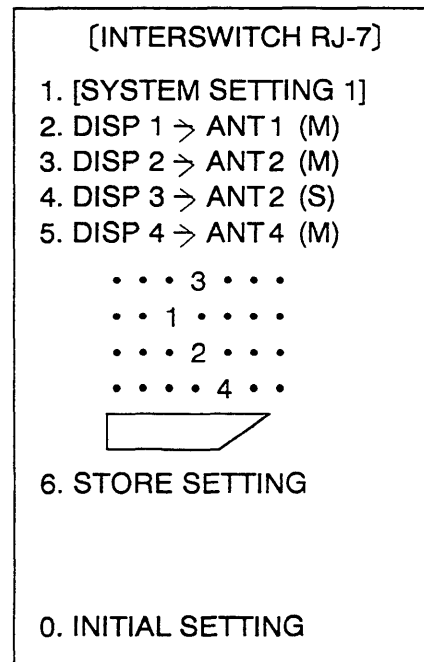 〔INTERSWITCH RJ-7〕
1. [SYSTEM SETTING 1]
2. DISP 1 → ANT 1 (M)
3. DISP 2 → ANT 2 (M)
4. DISP 3 → ANT 2 (S)
5. DISP 4 → ANT 4 (M)
• • • 3 • • •
• • 1 • • • •
• • • 2 • • •
• • • • 4 • •
6. STORE SETTING
0. INITIAL SETTING